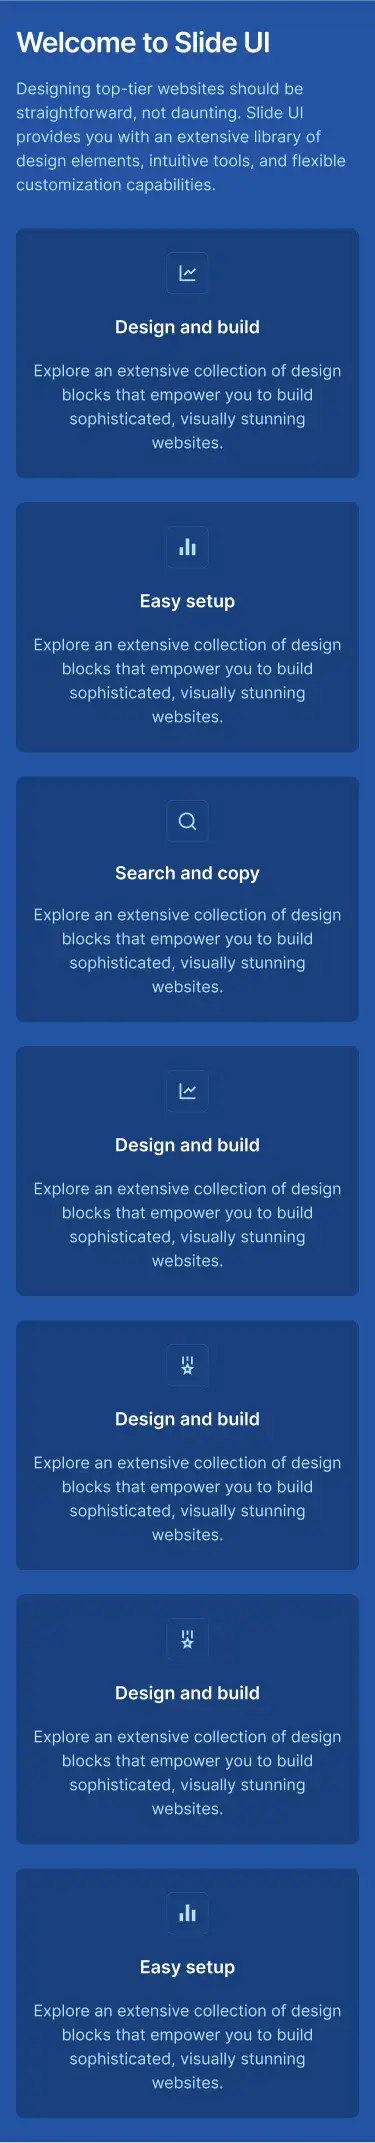 Welcome to Slide UI
Designing top-tier websites should be
straightforward, not daunting. Slide UI
provides you with an extensive library of
design elements, intuitive tools, and flexible
customization capabilities.
Design and build
Explore an extensive collection of design
blocks that empower you to build
sophisticated, visually stunning
websites.
Easy setup
Explore an extensive collection of design
blocks that empower you to build
sophisticated, visually stunning
websites.
Search and copy
Explore an extensive collection of design
blocks that empower you to build
sophisticated, visually stunning
websites.
Design and build
Explore an extensive collection of design
blocks that empower you to build
sophisticated, visually stunning
websites.
Design and build
Explore an extensive collection of design
blocks that empower you to build
sophisticated, visually stunning
websites.
Design and build
Explore an extensive collection of design
blocks that empower you to build
sophisticated, visually stunning
websites.
Easy setup
Explore an extensive collection of design
blocks that empower you to build
sophisticated, visually stunning
websites.